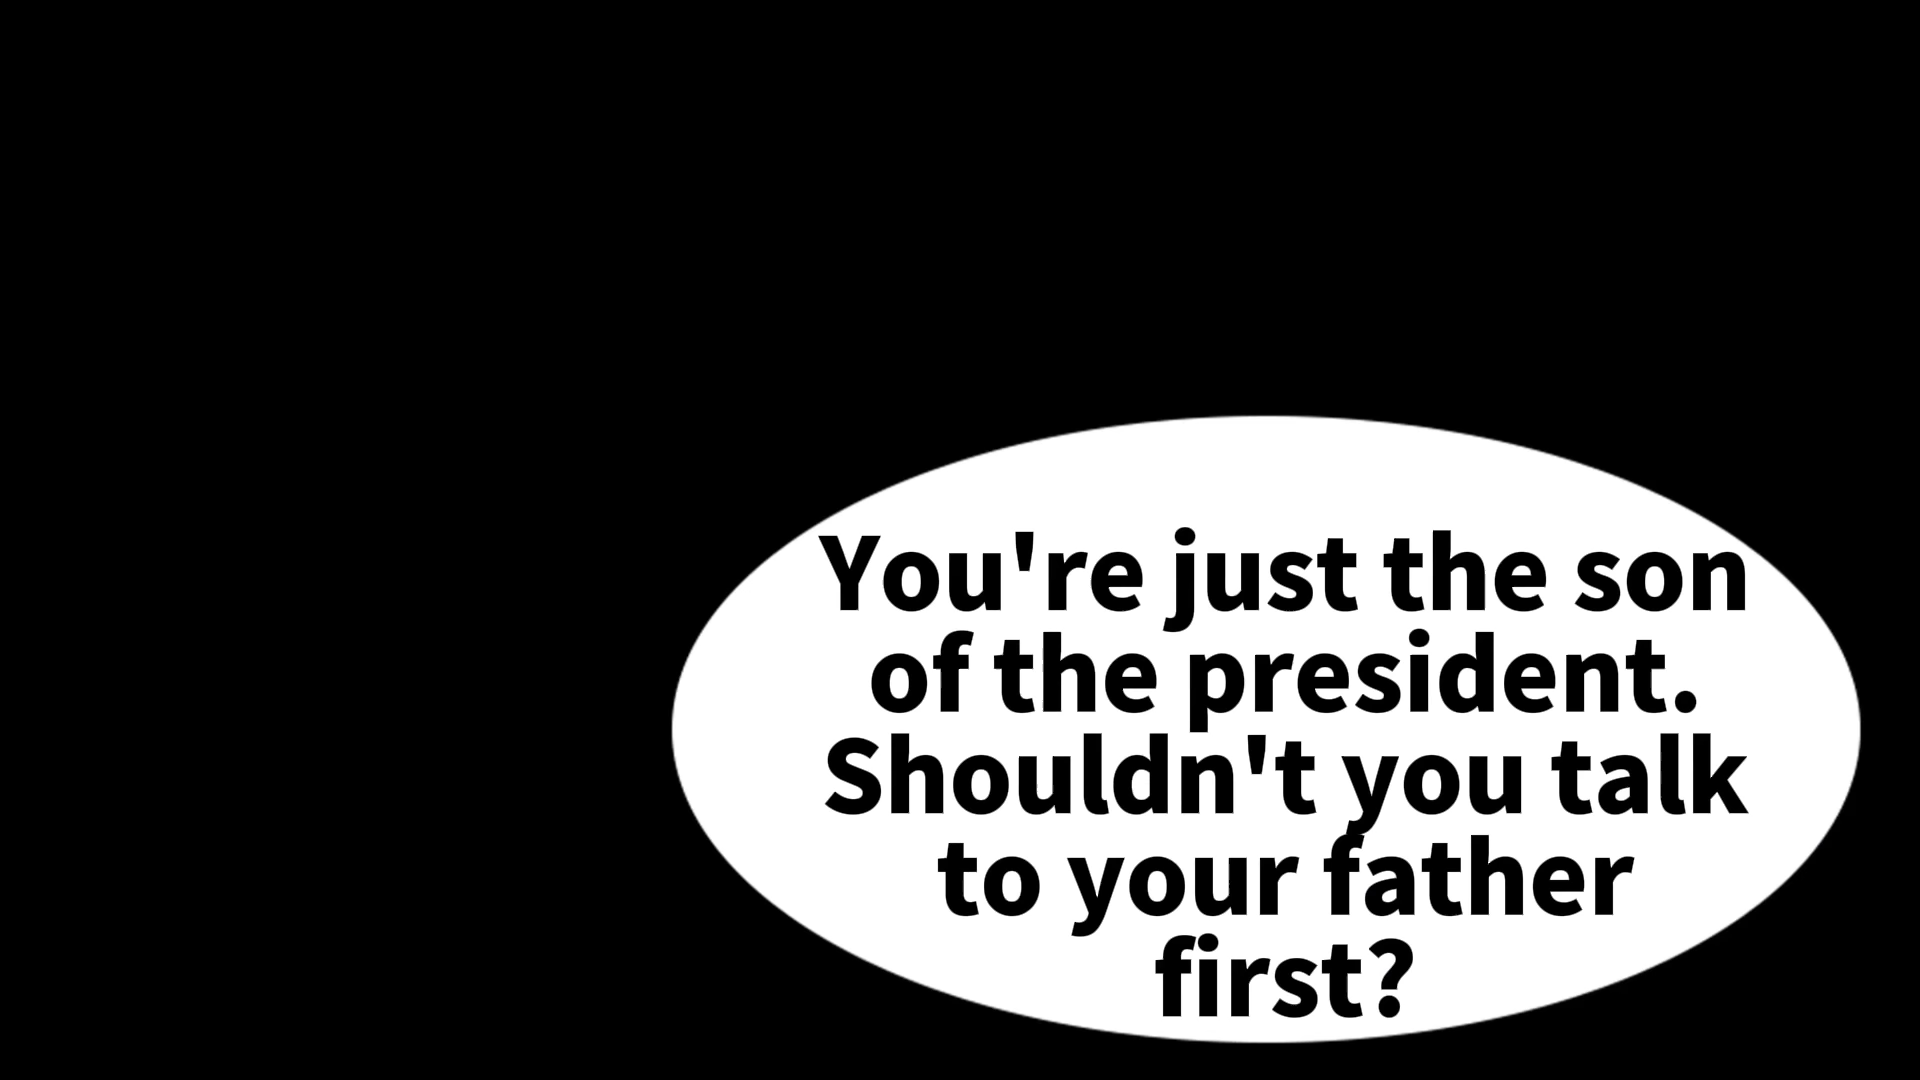 You're just the son
of the president.
Shouldn't you talk
to your father
first?